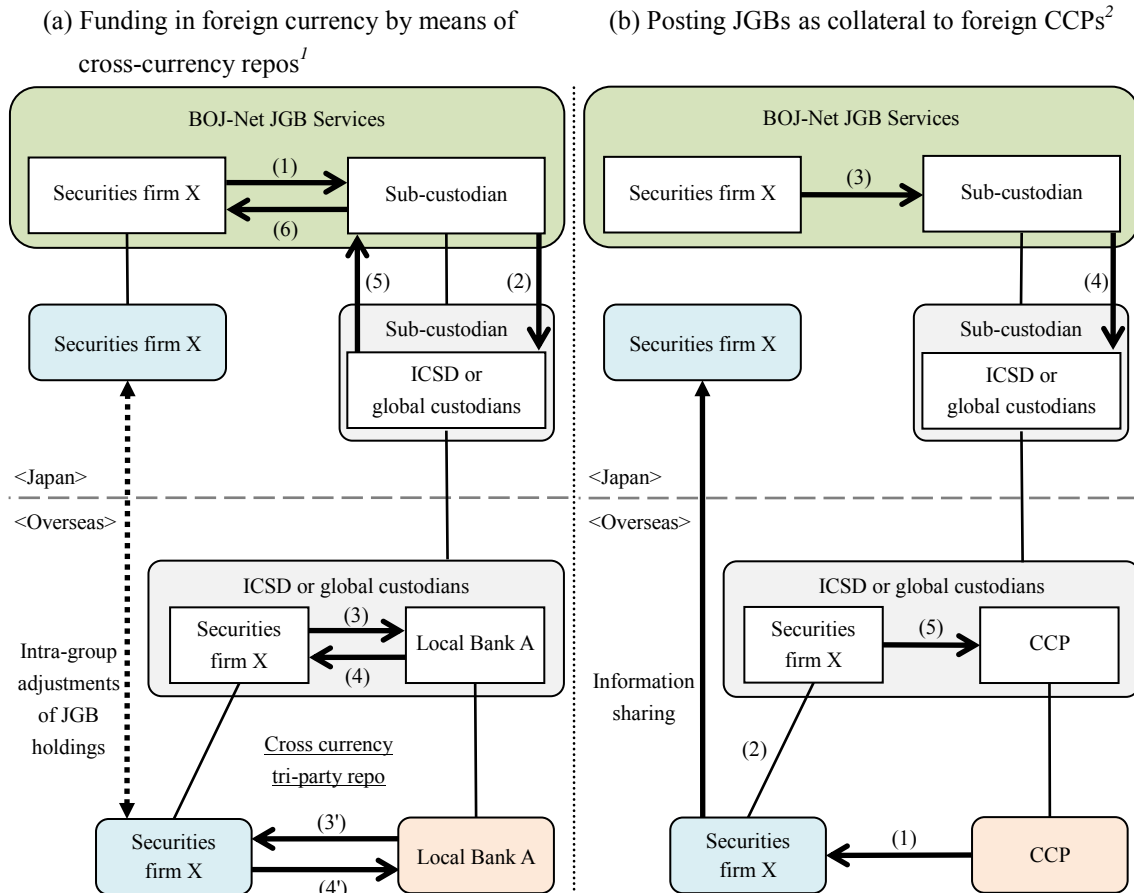 (a) Funding in foreign currency by means of
cross-currency repos1
BOJ-Net JGB Services
Securities firm X
(1)
(6)
Sub-custodian
(5)
(2)
Securities firm X
Sub-custodian
ICSD or
global custodians
<Japan>
<Overseas>
ICSD or global custodians
Securities
firm X
(3)
(4)
Local Bank A
Intra-group
adjustments
of JGB
holdings
Cross currency
tri-party repo
Securities
firm X
(3')
(4')
Local Bank A
(b) Posting JGBs as collateral to foreign CCPs2
BOJ-Net JGB Services
Securities firm X
(3)
Sub-custodian
(4)
Securities firm X
Sub-custodian
ICSD or
global custodians
<Japan>
<Overseas>
ICSD or global custodians
Securities
firm X
(5)
CCP
Information
sharing
(2)
Securities
firm X
(1)
CCP